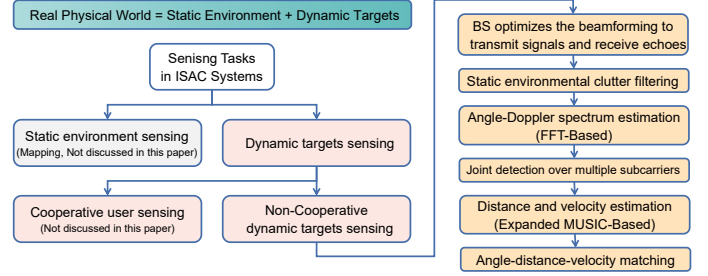 Real Physical World = Static Environment + Dynamic Targets
Senisng Tasks
in ISAC Systems
Static environment sensing
(Mapping, Not discussed in this paper)
Dynamic targets sensing
Cooperative user sensing
(Not discussed in this paper)
Non-Cooperative
dynamic targets sensing
BS optimizes the beamforming to
transmit signals and receive echoes
Static environmental clutter filtering
Angle-Doppler spectrum estimation
(FFT-Based)
Joint detection over multiple subcarriers
Distance and velocity estimation
(Expanded MUSIC-Based)
Angle-distance-velocity matching